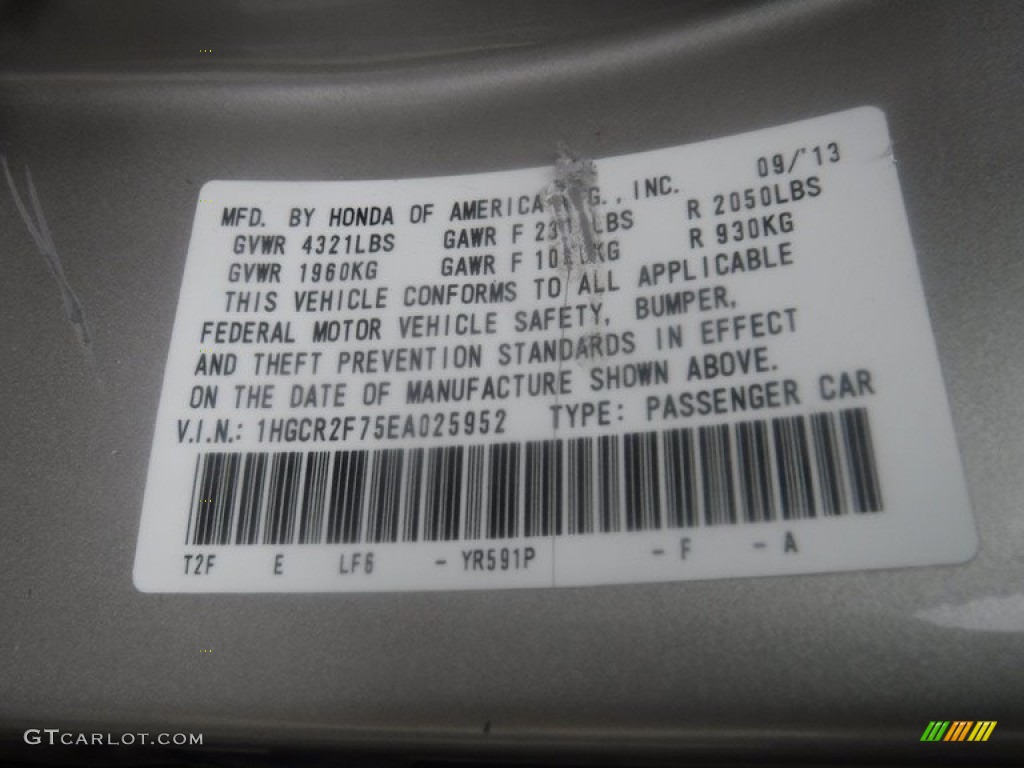 09/'13
MFD. BY HONDA OF AMERICA INC.
GVWR 4321LBS GAWR F R 2050LBS
GVWR 1960KG GAWR F R 930KG
THIS VEHICLE CONFORMS TO ALL APPLICABLE
FEDERAL MOTOR VEHICLE SAFETY, BUMPER,
AND THEFT PREVENTION STANDARDS IN EFFECT
ON THE DATE OF MANUFACTURE SHOWN ABOVE.
V.I.N.: 1HGCR2F75EA025952 TYPE: PASSENGER CAR
T2F E LF6 - YR591P - F - A
GTCARLOT.COM